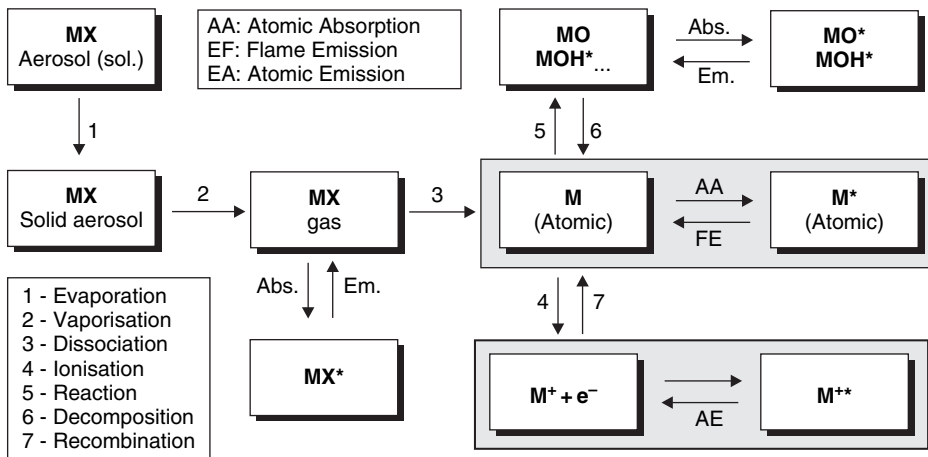 MX
Aerosol (sol.)
AA: Atomic Absorption
EF: Flame Emission
EA: Atomic Emission
MO
MOH*...
Abs.
Em.
MO*
MOH*
1
5
6
MX
Solid aerosol
2
MX
gas
3
M
(Atomic)
AA
FE
M*
(Atomic)
Abs.
Em.
4
7
1 - Evaporation
2 - Vaporisation
3 - Dissociation
4 - Ionisation
5 - Reaction
6 - Decomposition
7 - Recombination
MX*
M⁺ + e⁻
AE
M⁺*